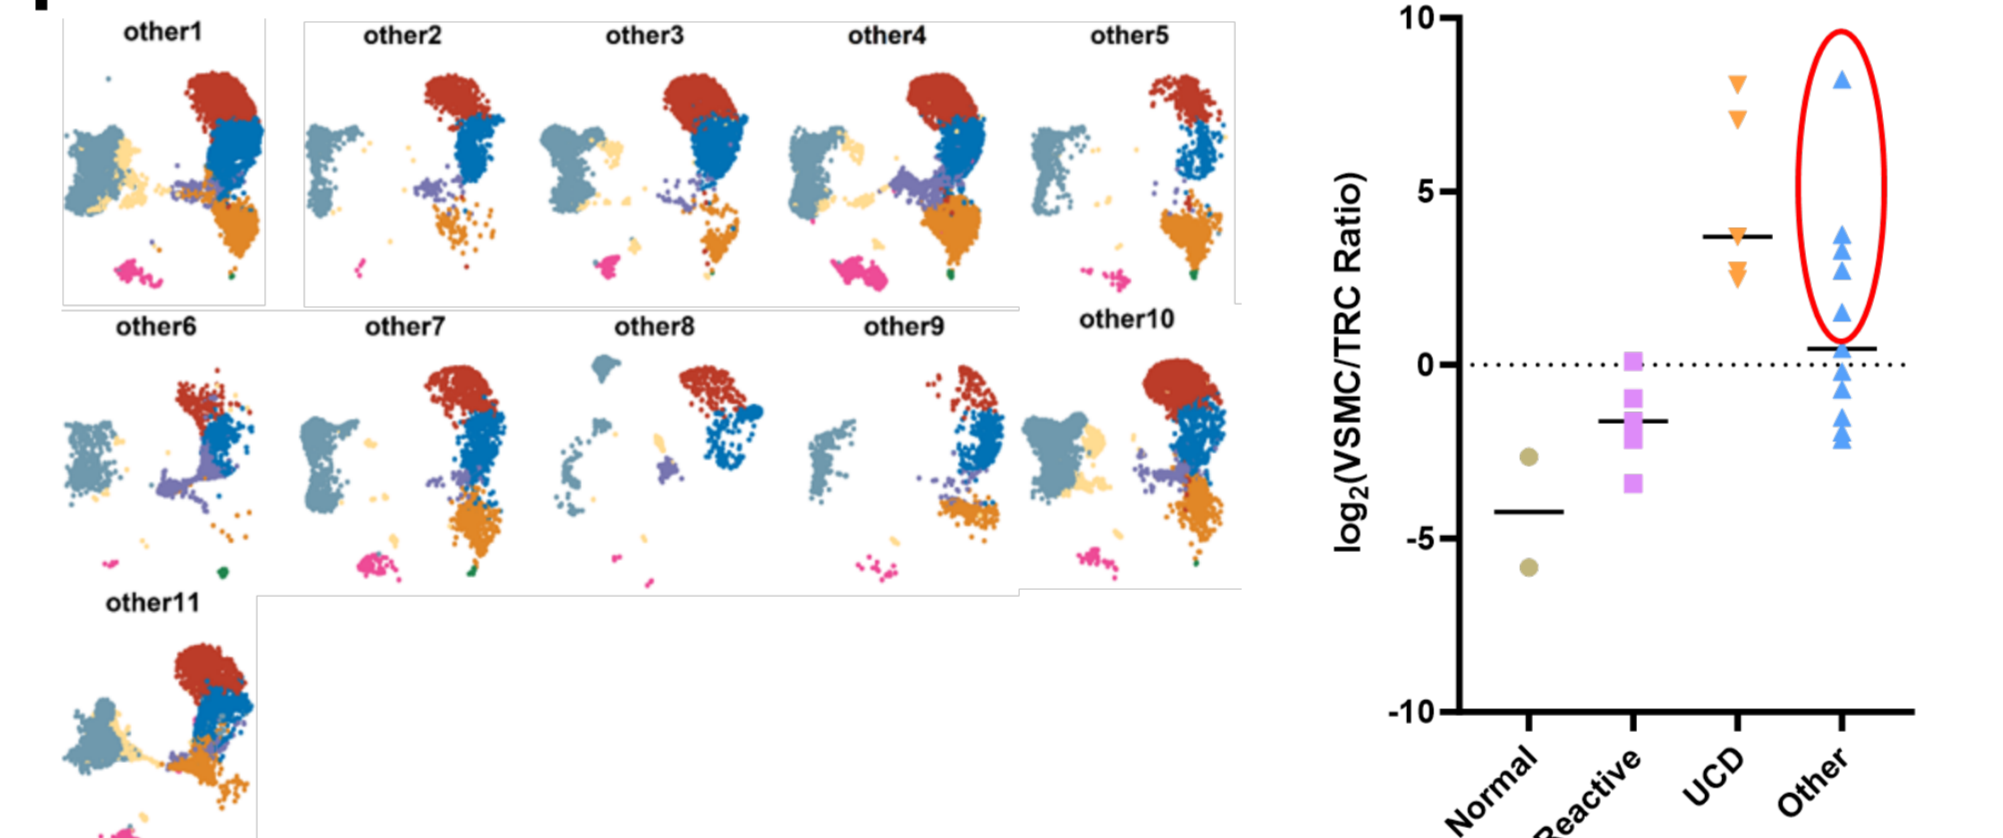 other1
other2
other3
other4
other5
other6
other7
other8
other9
other10
other11
log2(VSMC/TRC Ratio)
10
5
0
-5
-10
Normal
Reactive
UCD
Other